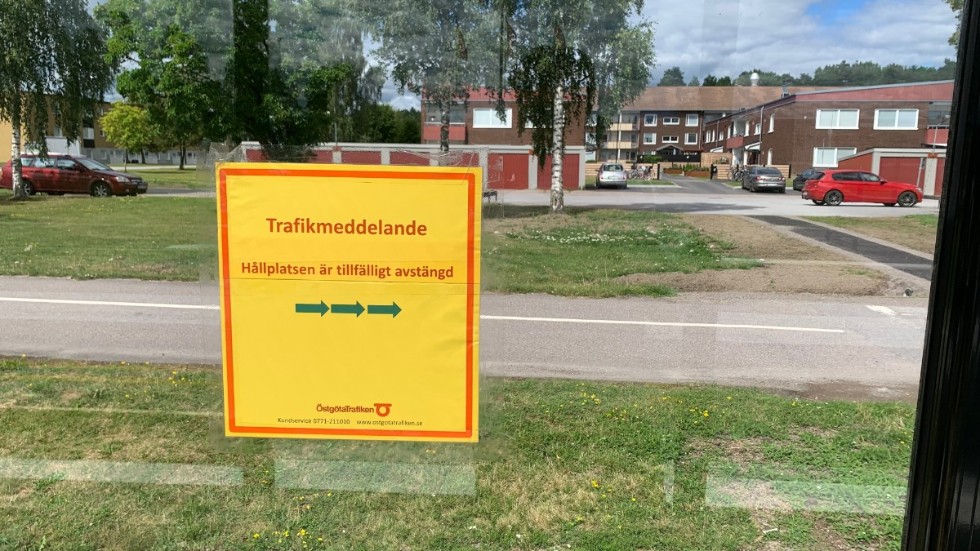 Trafikmeddelande
Hållplatsen är tillfälligt avstängd
ÖstgötaTrafiken
Kundservice 0771-211010 www.ostgotatrafiken.se